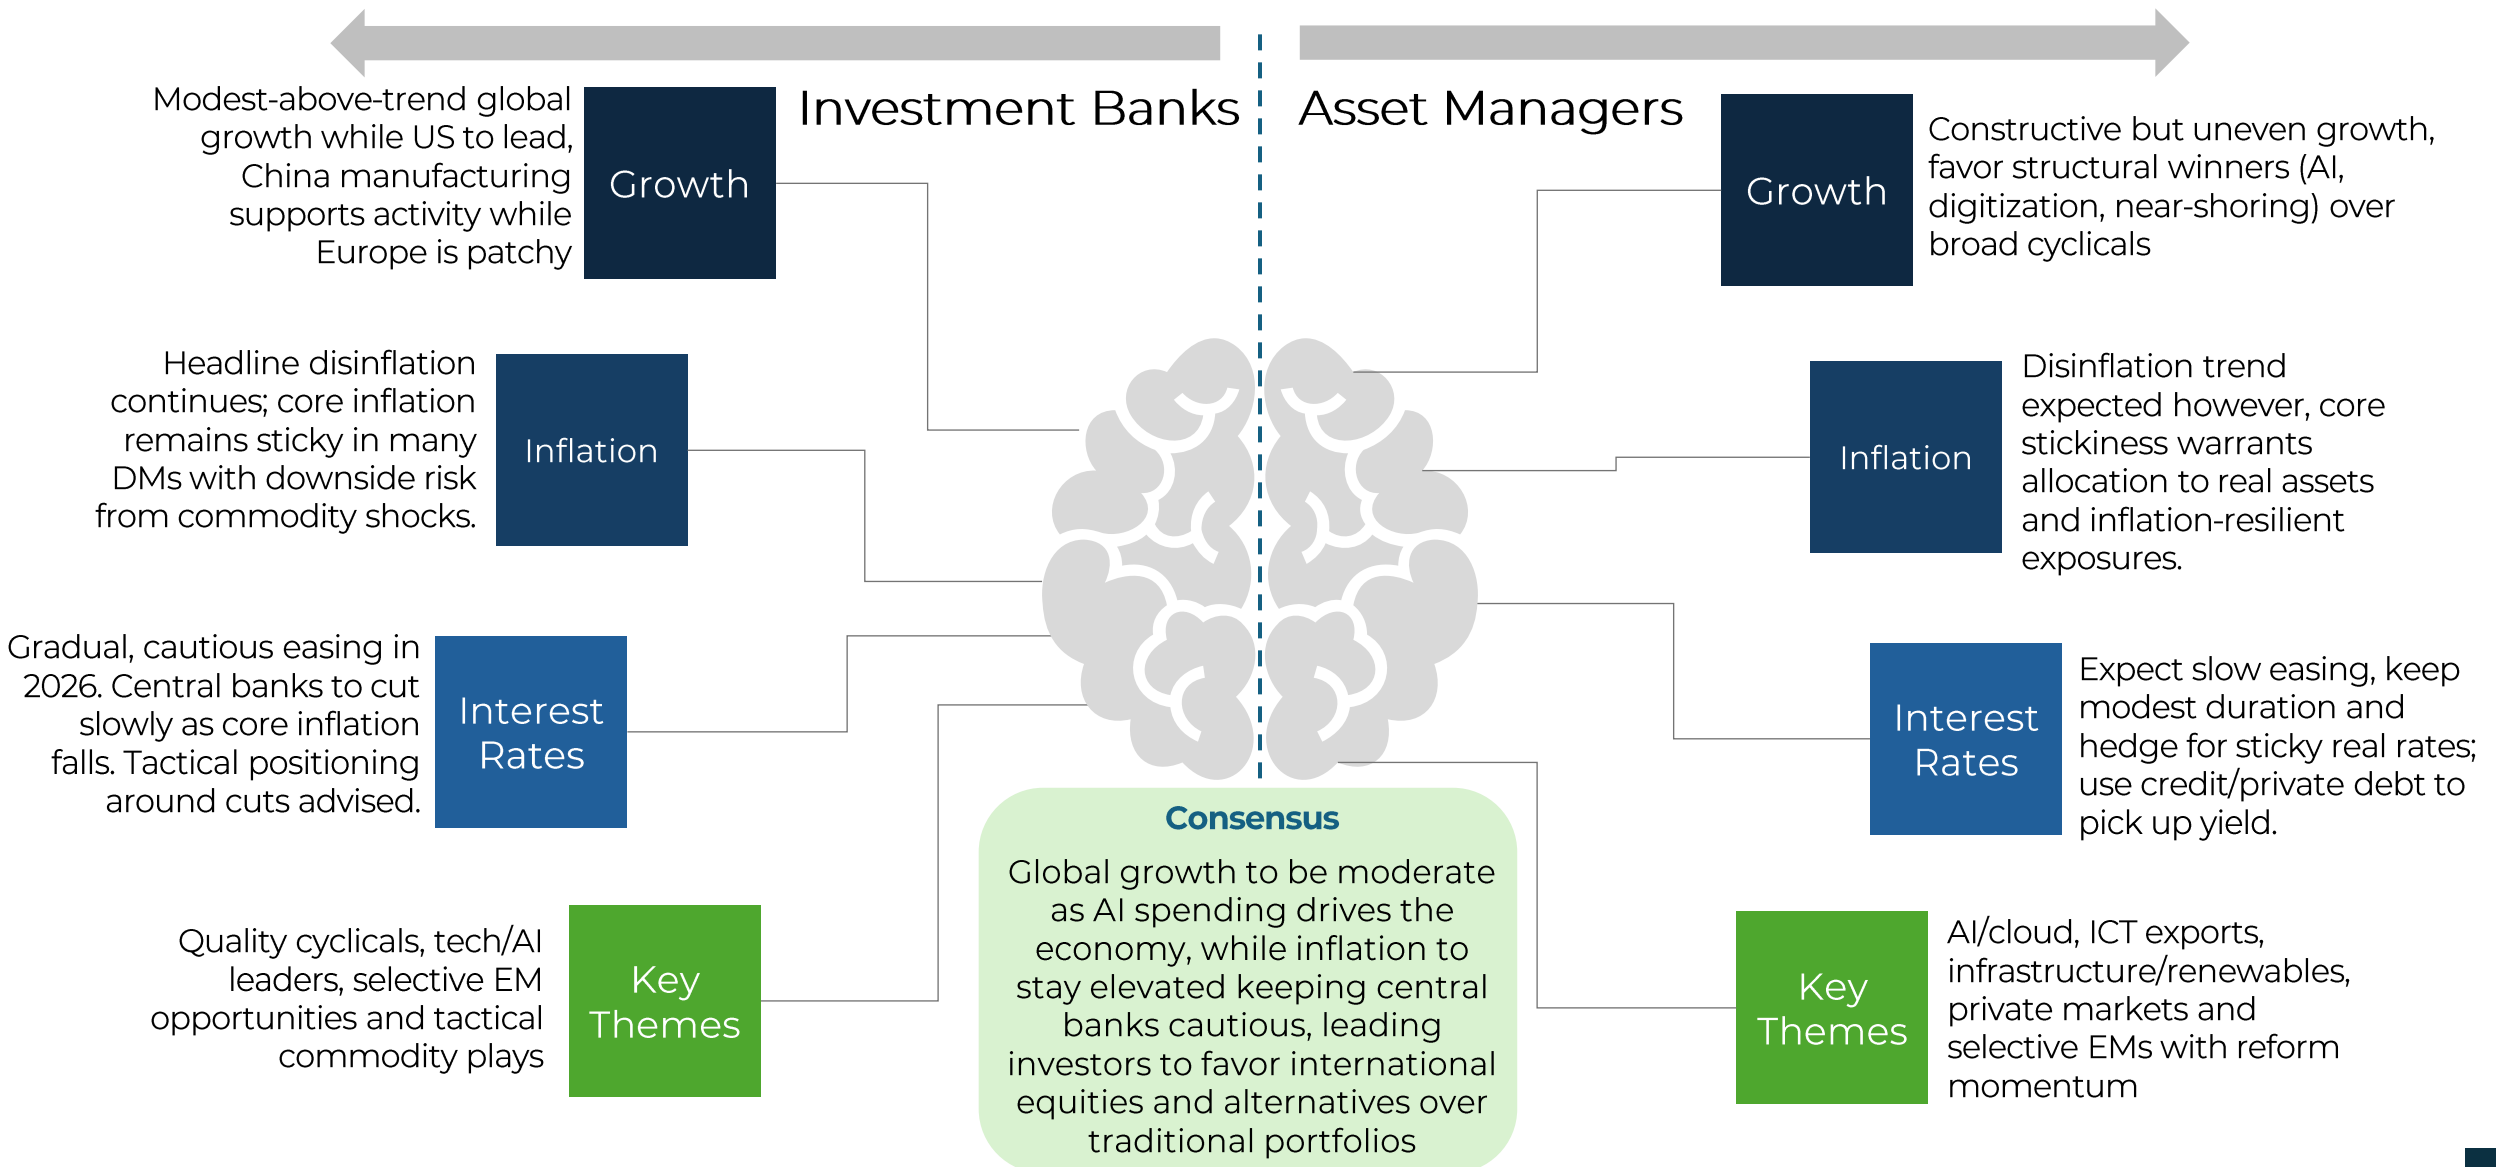 Investment Banks
Modest-above-trend global
growth while US to lead,
China manufacturing
supports activity while
Europe is patchy
Growth
Headline disinflation
continues; core inflation
remains sticky in many
DMs with downside risk
from commodity shocks.
Inflation
Gradual, cautious easing in
2026. Central banks to cut
slowly as core inflation
falls. Tactical positioning
around cuts advised.
Interest
Rates
Quality cyclicals, tech/AI
leaders, selective EM
opportunities and tactical
commodity plays
Key
Themes
Asset Managers
Growth
Constructive but uneven growth,
favor structural winners (AI,
digitization, near-shoring) over
broad cyclicals
Inflation
Disinflation trend
expected however, core
stickiness warrants
allocation to real assets
and inflation-resilient
exposures.
Interest
Rates
Expect slow easing, keep
modest duration and
hedge for sticky real rates;
use credit/private debt to
pick up yield.
Key
Themes
AI/cloud, ICT exports,
infrastructure/renewables,
private markets and
selective EMs with reform
momentum
Consensus
Global growth to be moderate
as AI spending drives the
economy, while inflation to
stay elevated keeping central
banks cautious, leading
investors to favor international
equities and alternatives over
traditional portfolios